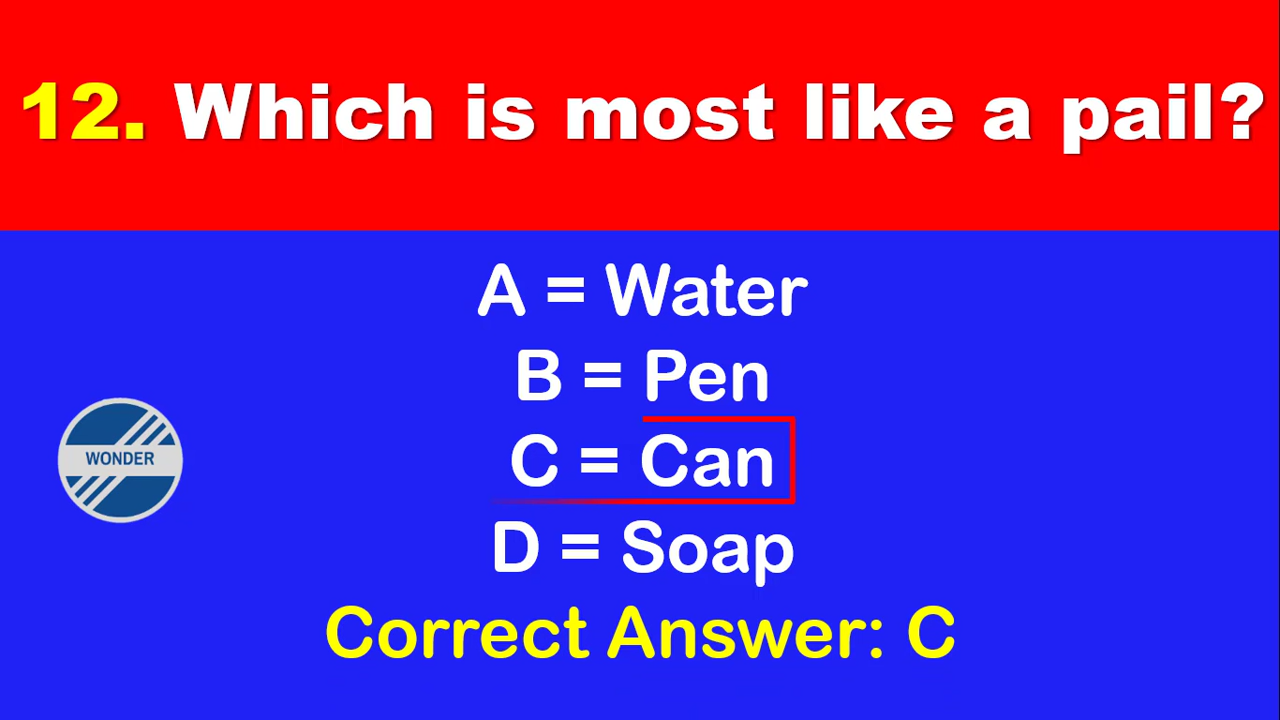 12. Which is most like a pail?
A = Water
B = Pen
C = Can
WONDER
D = Soap
Correct Answer: C